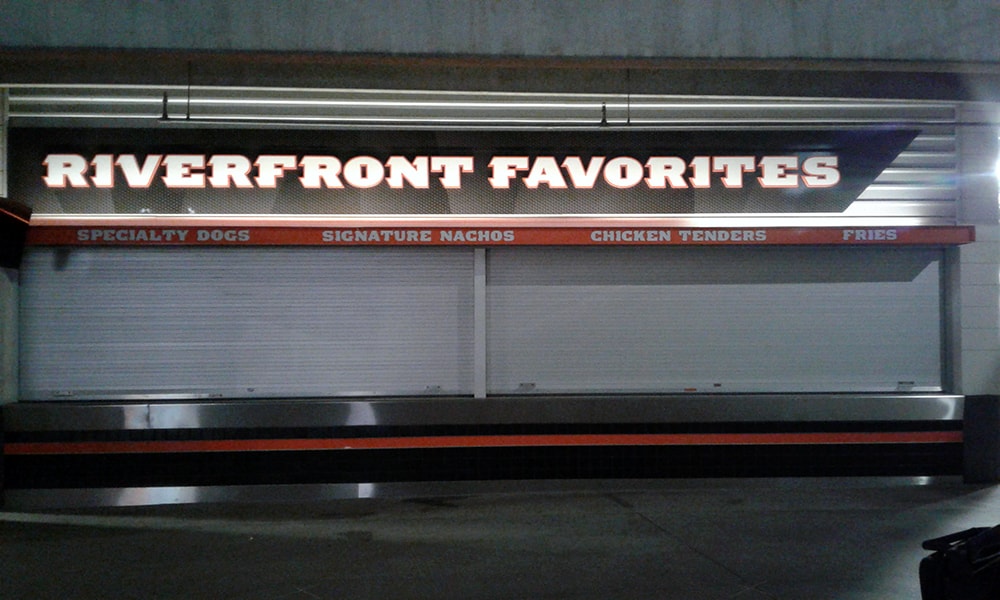 RIVERFRONT FAVORITES
SPECIALTY DOGS SIGNATURE NACHOS CHICKEN TENDERS FRIES